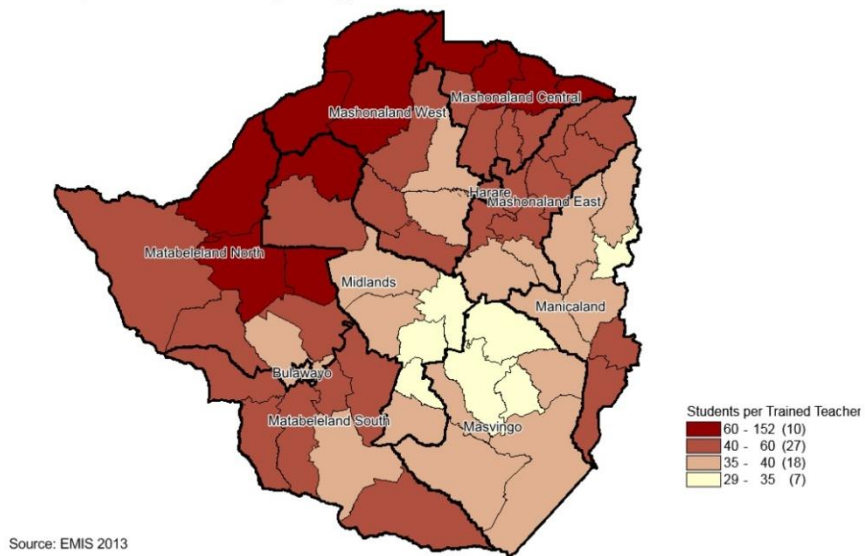 Mashonaland West
Mashonaland Central
Harare
Mashonaland East
Matabeleland North
Midlands
Manicaland
Bulawayo
Matabeleland South
Masvingo
Students per Trained Teacher
60 - 152 (10)
40 - 60 (27)
35 - 40 (18)
29 - 35 (7)
Source: EMIS 2013